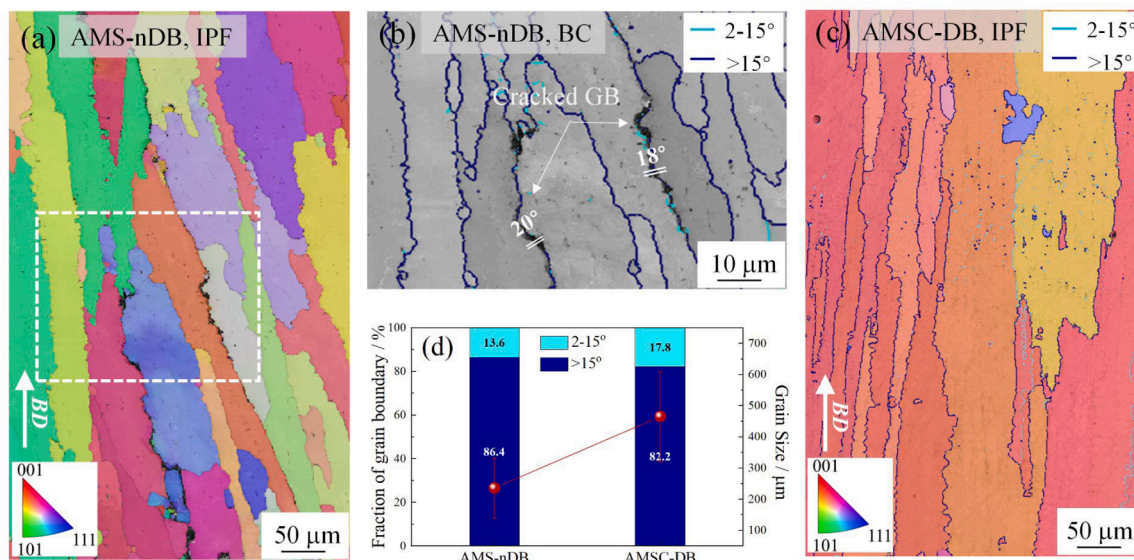 (a) AMS-nDB, IPF
BD
001
101
111
50 μm
(b) AMS-nDB, BC
2-15°
>15°
Cracked GB
18°
20°
10 μm
(c) AMSC-DB, IPF
2-15°
>15°
BD
001
101
111
50 μm
(d)
2-15°
>15°
Fraction of grain boundary / %
100
80
60
40
20
0
13.6
86.4
17.8
82.2
700
600
500
400
300
200
100
Grain Size / μm
AMS-nDB
AMSC-DB